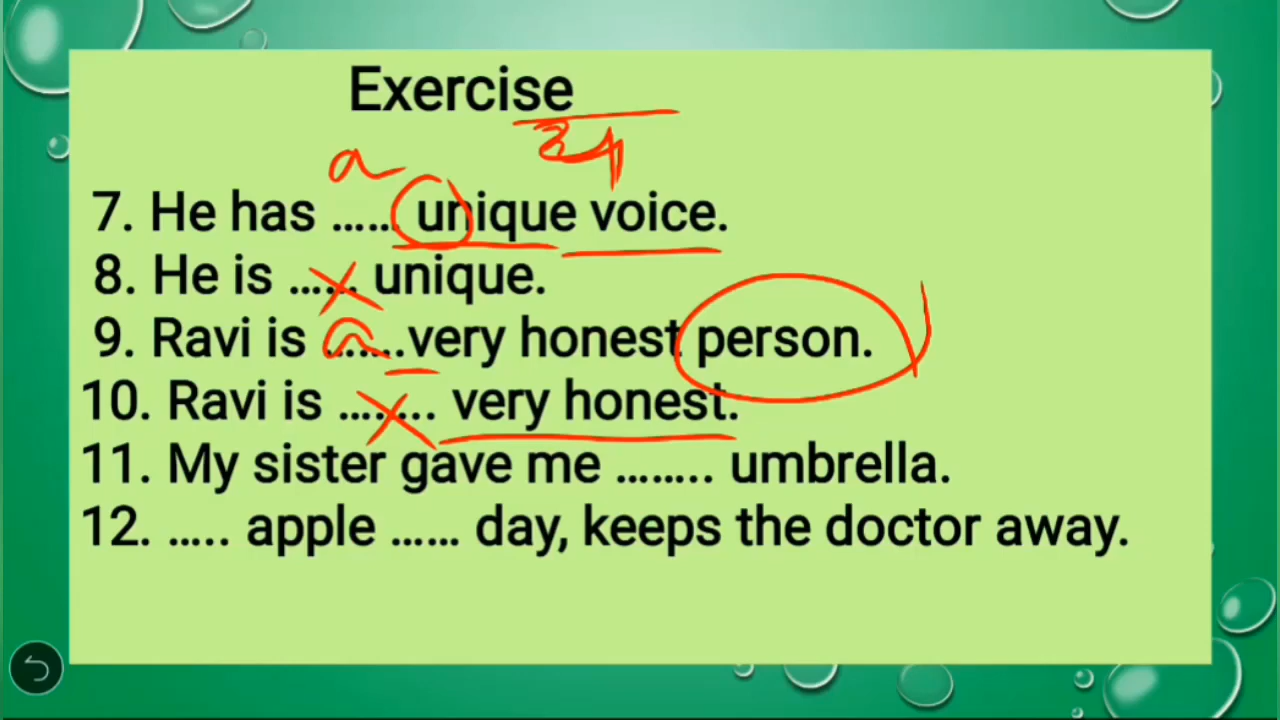 Exercise
a
7. He has …… unique voice.
8. He is ….. unique.
9. Ravi is a …….very honest person.
10. Ravi is …….. very honest.
11. My sister gave me …….. umbrella.
12. ….. apple …… day, keeps the doctor away.